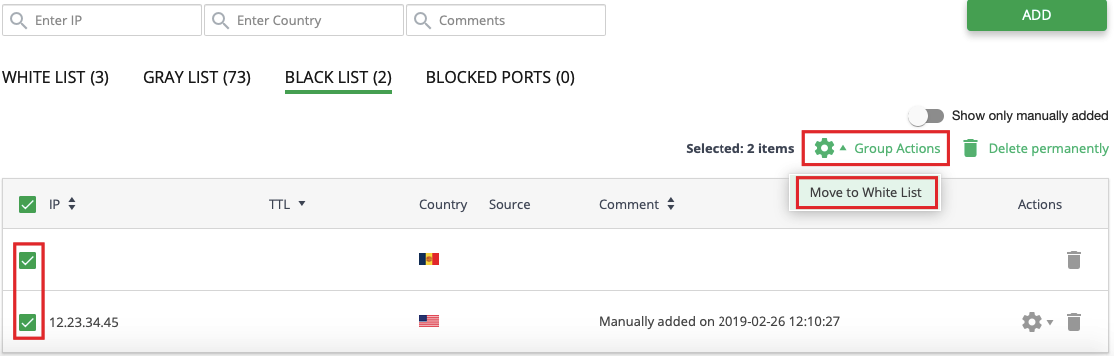 Enter IP Enter Country Comments ADD
WHITE LIST (3) GRAY LIST (73) BLACK LIST (2) BLOCKED PORTS (0)
Show only manually added
Selected: 2 items Group Actions Delete permanently
Move to White List
IP TTL Country Source Comment Actions
12.23.34.45 Manually added on 2019-02-26 12:10:27